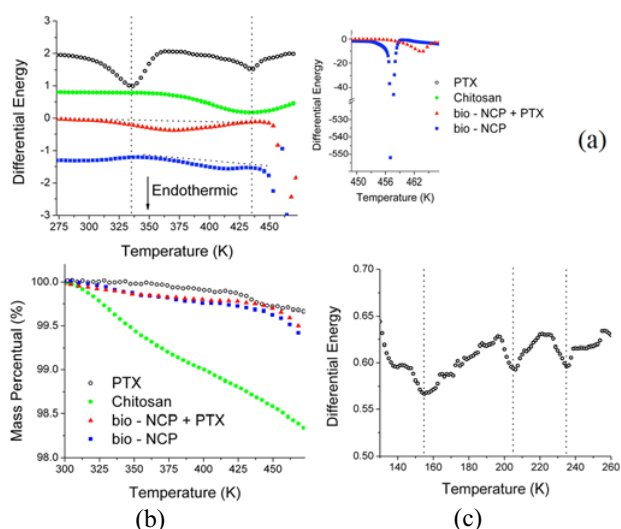 3
2
1
0
-1
-2
-3
Differential Energy
Endothermic
275 300 325 350 375 400 425 450
Temperature (K)
0
-20
-40
-530
-540
-550
Differential Energy
450 456 462
Temperature (K)
PTX
Chitosan
bio - NCP + PTX
bio - NCP
(a)
100.0
99.5
99.0
98.5
98.0
Mass Percentual (%)
PTX
Chitosan
bio - NCP + PTX
bio - NCP
300 325 350 375 400 425 450
Temperature (K)
(b)
0.70
0.65
0.60
0.55
0.50
Differential Energy
140 160 180 200 220 240 260
Temperature (K)
(c)